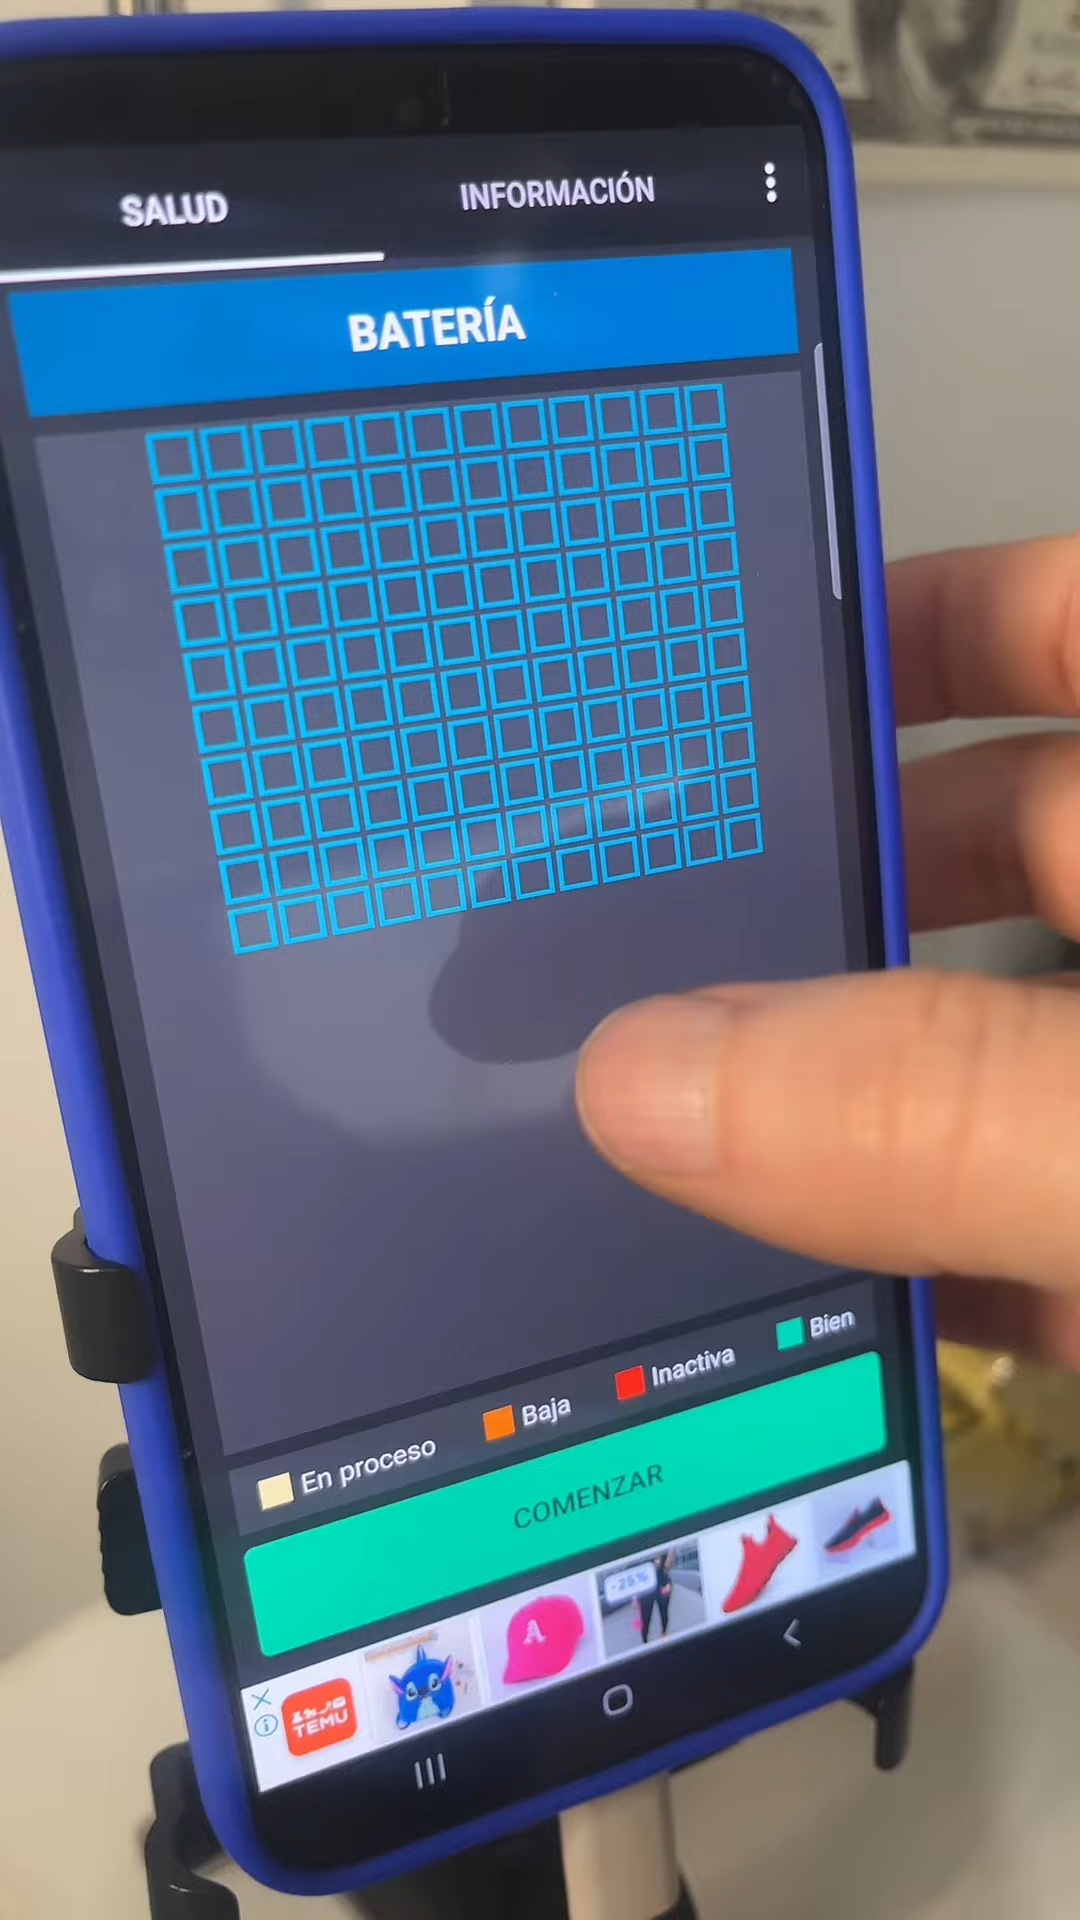 SALUD
INFORMACIÓN
BATERÍA
En proceso
Baja
Inactiva
Bien
COMENZAR
TEMU
A
-25%